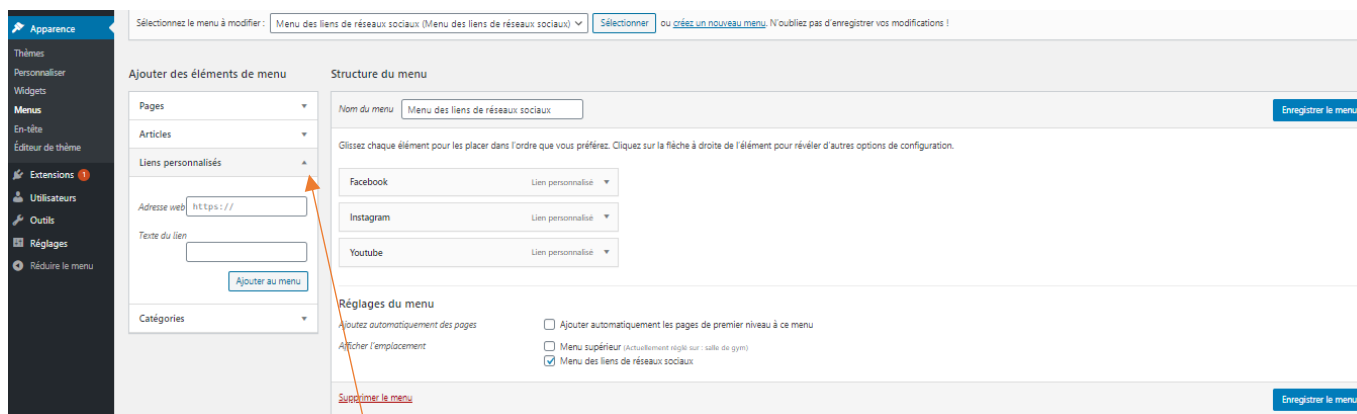 Sélectionnez le menu à modifier : Menu des liens de réseaux sociaux (Menu des liens de réseaux sociaux) Sélectionner ou créez un nouveau menu. N'oubliez pas d'enregistrer vos modifications !
Apparence
Thèmes
Personnaliser
Widgets
Menus
En-tête
Éditeur de thème
Extensions 1
Utilisateurs
Outils
Réglages
Réduire le menu
Ajouter des éléments de menu
Pages
Articles
Liens personnalisés
Adresse web https://
Texte du lien
Ajouter au menu
Catégories
Structure du menu
Nom du menu Menu des liens de réseaux sociaux
Enregistrer le menu
Glissez chaque élément pour les placer dans l'ordre que vous préférez. Cliquez sur la flèche à droite de l'élément pour révéler d'autres options de configuration.
Facebook Lien personnalisé
Instagram Lien personnalisé
Youtube Lien personnalisé
Réglages du menu
Ajoutez automatiquement des pages Ajouter automatiquement les pages de premier niveau à ce menu
Afficher l'emplacement Menu supérieur (Actuellement réglé sur : salle de gym)
Menu des liens de réseaux sociaux
Supprimer le menu
Enregistrer le menu